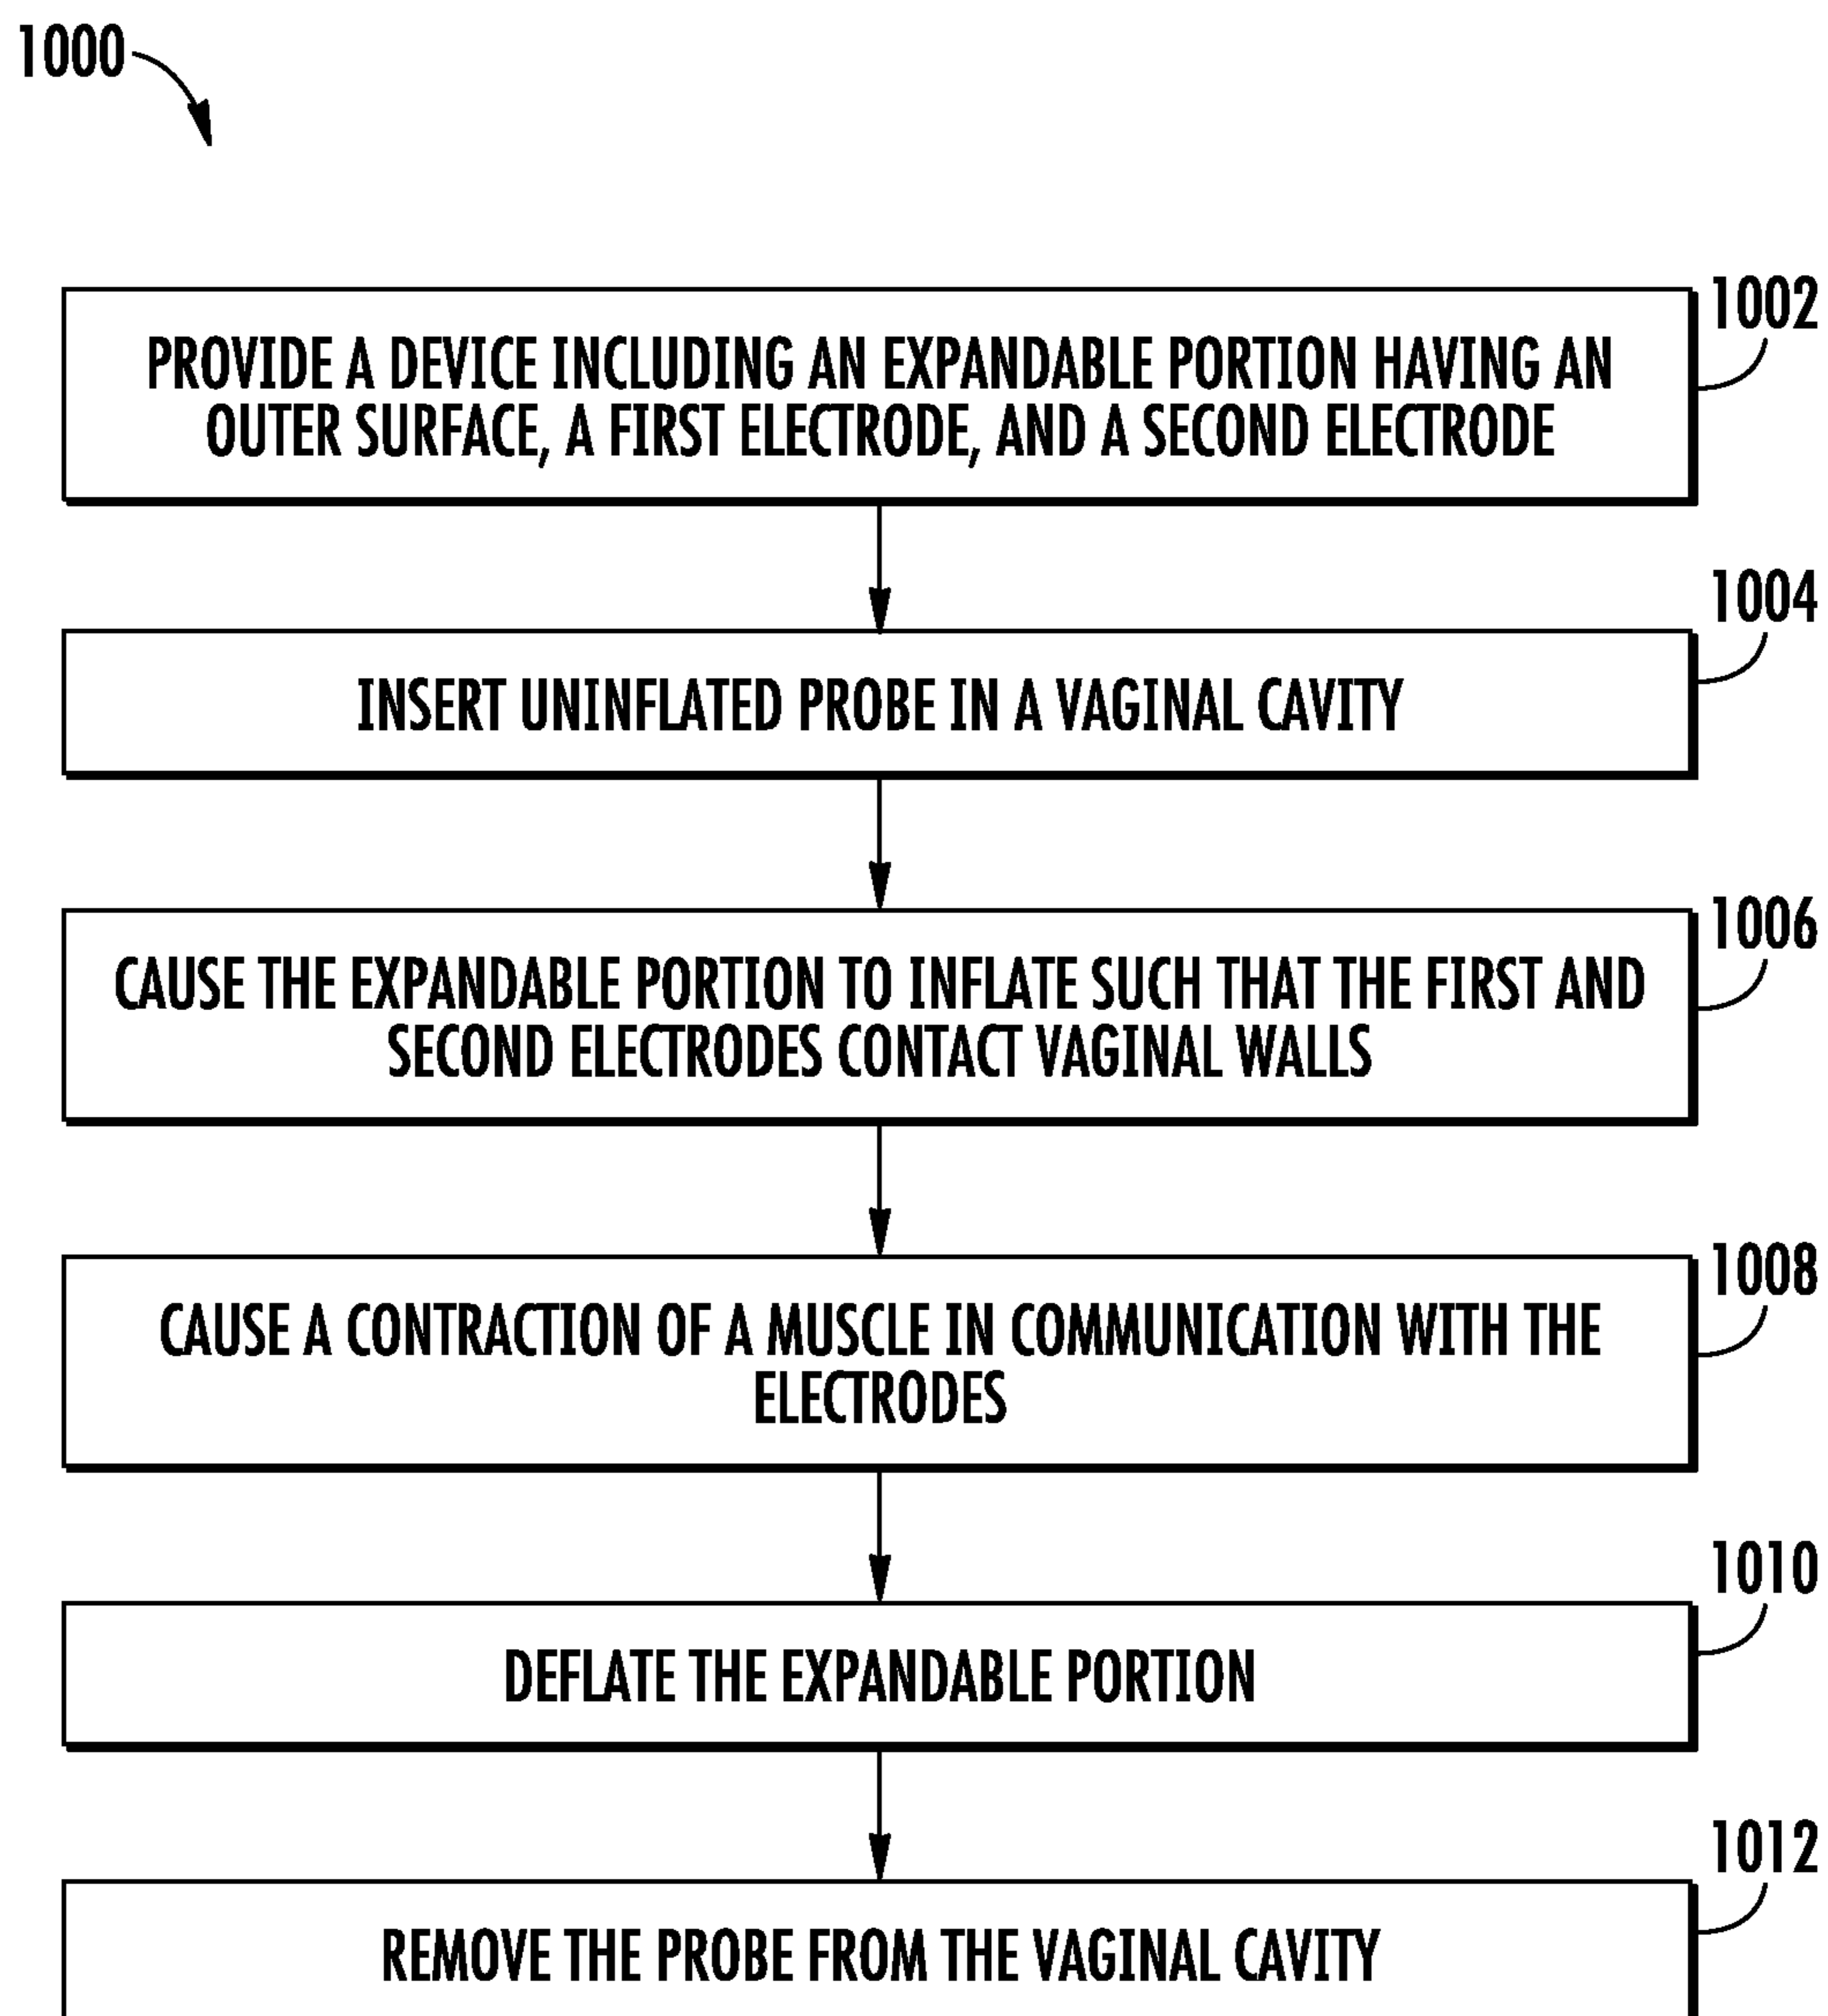 1000
1002
PROVIDE A DEVICE INCLUDING AN EXPANDABLE PORTION HAVING AN
OUTER SURFACE, A FIRST ELECTRODE, AND A SECOND ELECTRODE
1004
INSERT UNINFLATED PROBE IN A VAGINAL CAVITY
1006
CAUSE THE EXPANDABLE PORTION TO INFLATE SUCH THAT THE FIRST AND
SECOND ELECTRODES CONTACT VAGINAL WALLS
1008
CAUSE A CONTRACTION OF A MUSCLE IN COMMUNICATION WITH THE
ELECTRODES
1010
DEFLATE THE EXPANDABLE PORTION
1012
REMOVE THE PROBE FROM THE VAGINAL CAVITY